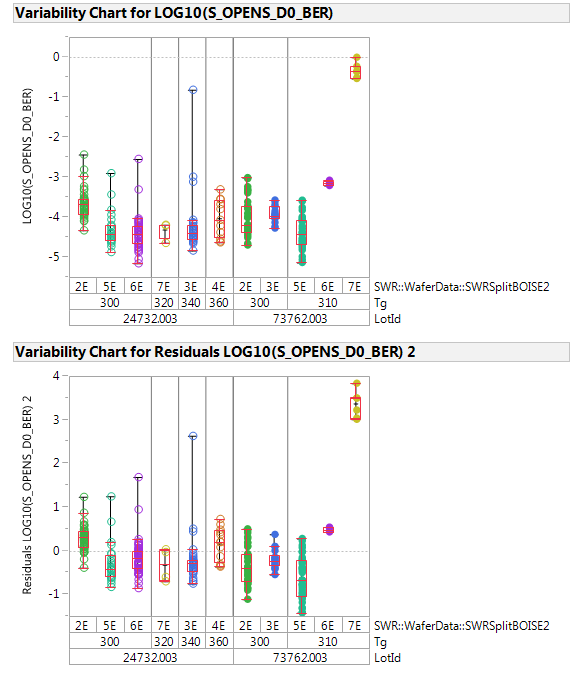 Variability Chart for LOG10(S_OPENS_D0_BER)
LOG10(S_OPENS_D0_BER)
0
-1
-2
-3
-4
-5
2E 5E 6E 7E 3E 4E 2E 3E 5E 6E 7E SWR::WaferData::SWRSplitBOISE2
300 320 340 360 300 310 Tg
24732.003 73762.003 LotId
Variability Chart for Residuals LOG10(S_OPENS_D0_BER) 2
Residuals LOG10(S_OPENS_D0_BER) 2
4
3
2
1
0
-1
2E 5E 6E 7E 3E 4E 2E 3E 5E 6E 7E SWR::WaferData::SWRSplitBOISE2
300 320 340 360 300 310 Tg
24732.003 73762.003 LotId